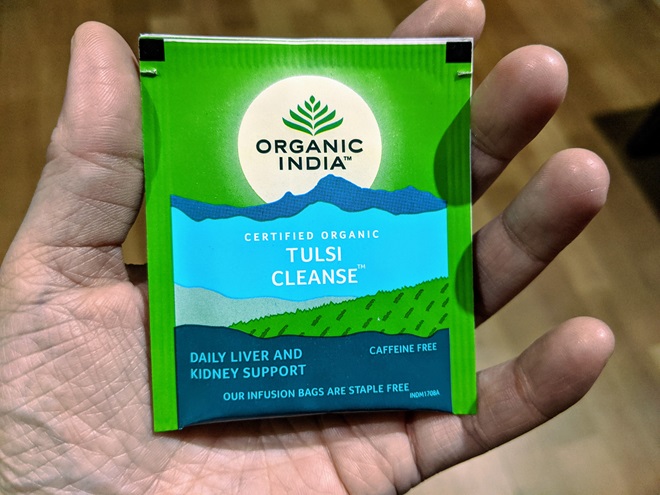 ORGANIC
INDIA™
CERTIFIED ORGANIC
TULSI
CLEANSE™
DAILY LIVER AND
KIDNEY SUPPORT
CAFFEINE FREE
OUR INFUSION BAGS ARE STAPLE FREE
INDM1708A